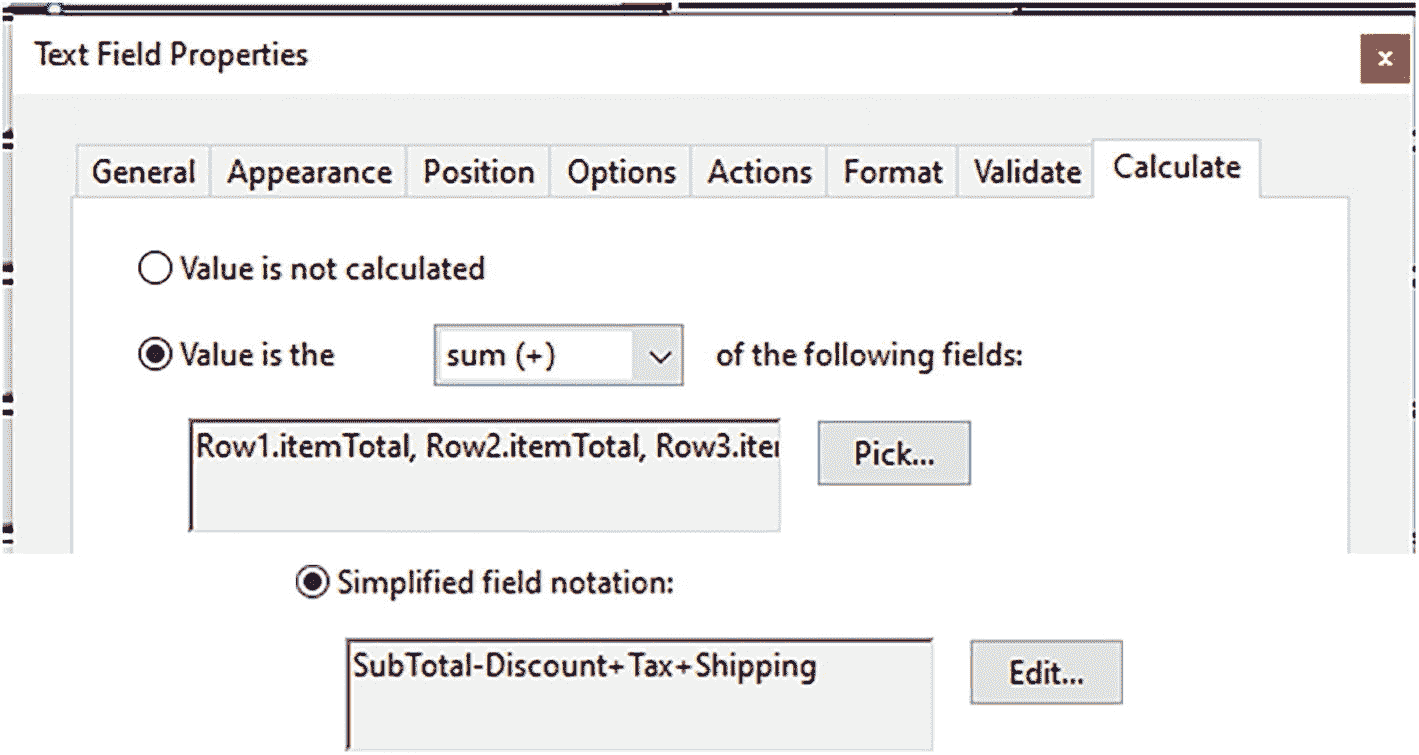 Text Field Properties
x
General Appearance Position Options Actions Format Validate Calculate
Value is not calculated
Value is the sum (+) of the following fields:
Row1.itemTotal, Row2.itemTotal, Row3.iter Pick...
Simplified field notation:
SubTotal-Discount+Tax+Shipping Edit...